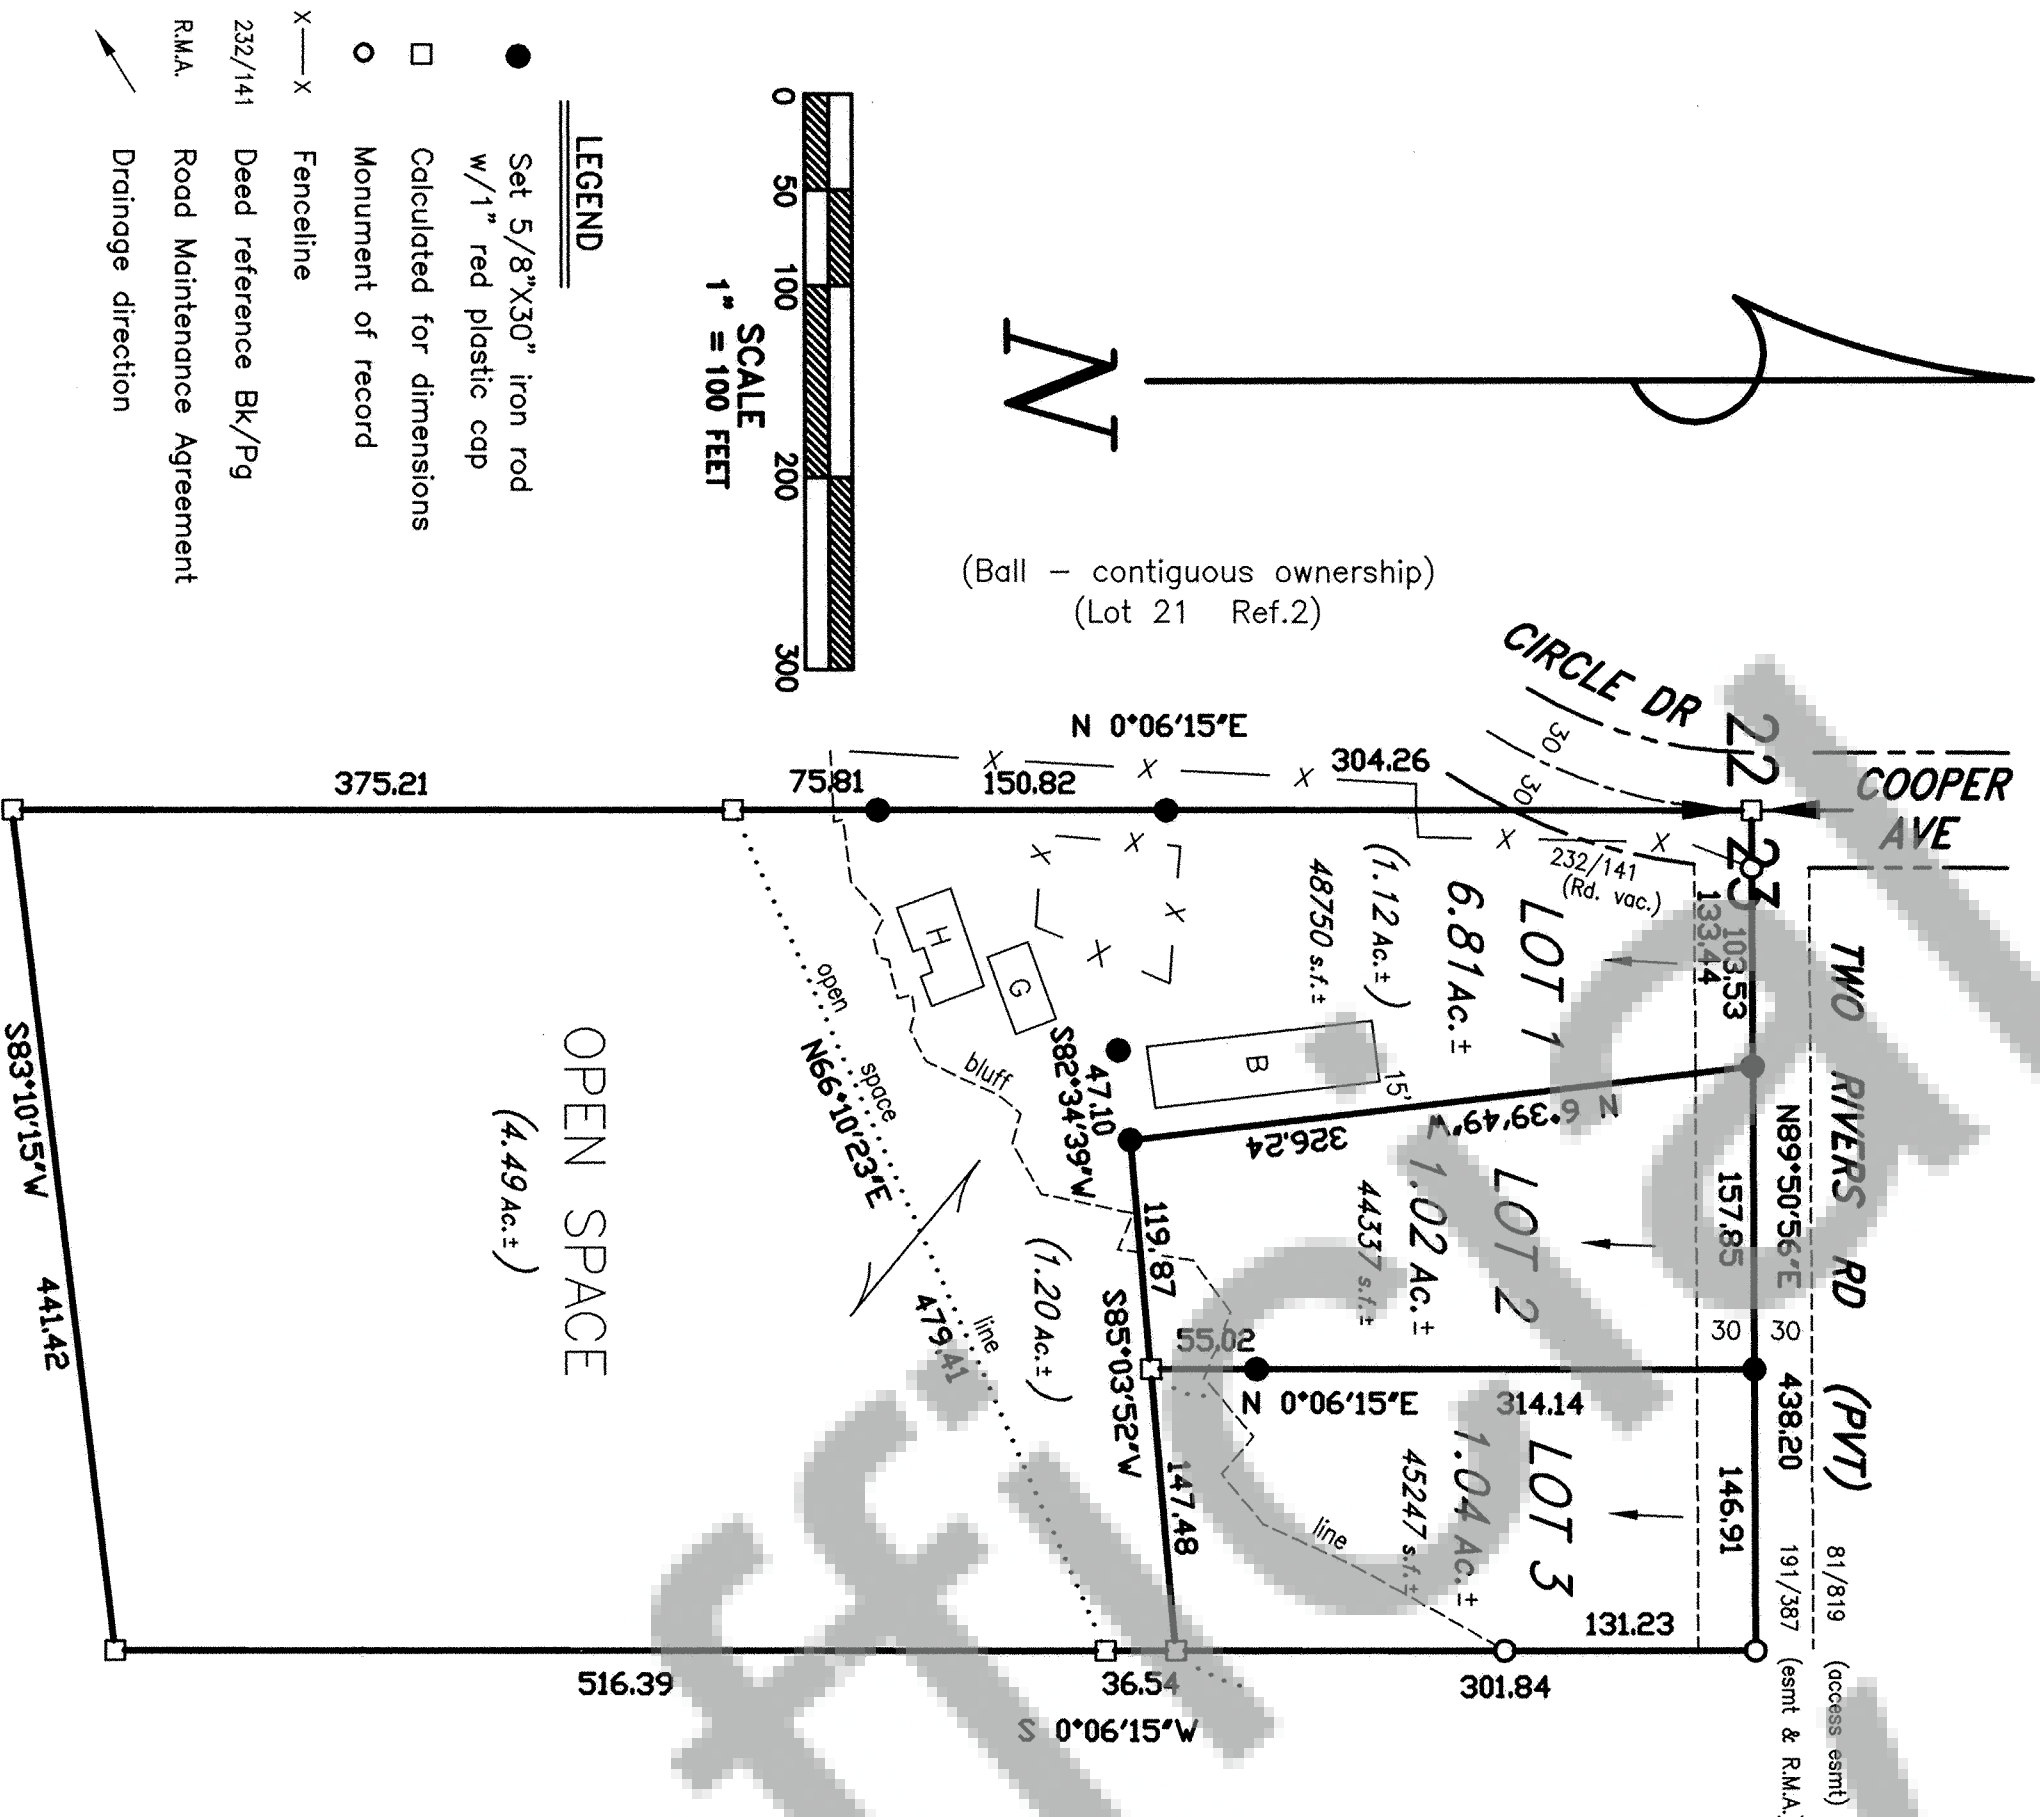 COOPER
AVE
22
23
CIRCLE DR
30
30
TWO RIVERS RD (PVT)
81/819 (access esmt)
191/387 (esmt & R.M.A.)
N89°50'56"E 438.20
30
30
103.53
157.85
146.91
133.44
232/141
(Rd. vac.)
LOT 1
6.81 Ac.±
(1.12 Ac.±)
48750 s.f.±
LOT 2
1.02 Ac.±
44337 s.f.±
LOT 3
1.04 Ac.±
45247 s.f.±
131.23
301.84
304.26
N 0°06'15"E
150.82
75.81
375.21
N 6°39'49"W
326.24
15'
B
G
H
N 0°06'15"E
314.14
55.02
line
47.10
S82°34'39"W
119.87
S85°03'52"W
147.48
36.54
S 0°06'15"W
516.39
bluff
(1.20 Ac.±)
open space line
N66°10'23"E
479.41
OPEN SPACE
(4.49 Ac.±)
S83°10'15"W
441.42
(Ball – contiguous ownership)
(Lot 21 Ref.2)
N
0 50 100 200 300
SCALE
1" = 100 FEET
LEGEND
Set 5/8"X30" iron rod
w/1" red plastic cap
Calculated for dimensions
Monument of record
X—X Fenceline
232/141 Deed reference Bk/Pg
R.M.A. Road Maintenance Agreement
Drainage direction